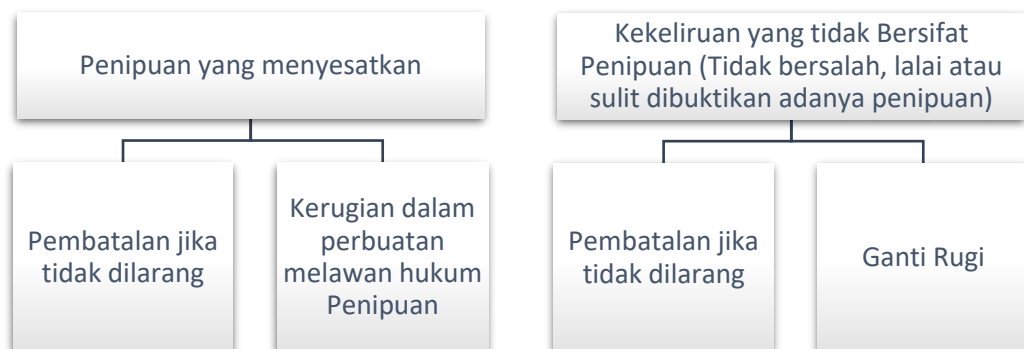 Penipuan yang menyesatkan
Kekeliruan yang tidak Bersifat
Penipuan (Tidak bersalah, lalai atau
sulit dibuktikan adanya penipuan)
Pembatalan jika
tidak dilarang
Kerugian dalam
perbuatan
melawan hukum
Penipuan
Pembatalan jika
tidak dilarang
Ganti Rugi